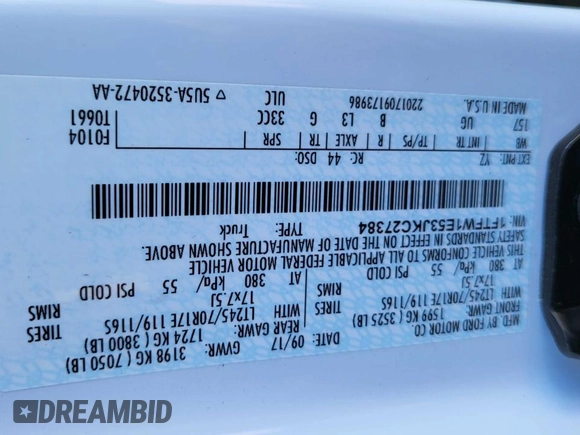 MFD. BY FORD MOTOR CO
DATE: 09/17 GVWR: 3198 KG ( 7050 LB)
FRONT GAWR: REAR GAWR:
1599 KG ( 3525 LB) 1724 KG ( 3800 LB)
WITH TIRES WITH TIRES
LT245/70R17E 119/116S RIMS LT245/70R17E 119/116S RIMS
17x7.5J 17x7.5J
AT 380 kPa/ 55 PSI COLD AT 380 kPa/ 55 PSI COLD
THIS VEHICLE CONFORMS TO ALL APPLICABLE FEDERAL MOTOR VEHICLE
SAFETY STANDARDS IN EFFECT ON THE DATE OF MANUFACTURE SHOWN ABOVE.
VIN: 1FTFW1E53JKC27384
TYPE: Truck
EXT PNT: YZ RC: 44 DSO: F0104
WB INT TR TP/PS R AXLE TR SPR T0661
157 UG B L3 G 33CC
MADE IN U.S.A. ULC
2201709173986 5U5A-3520472-AA
DREAMBID